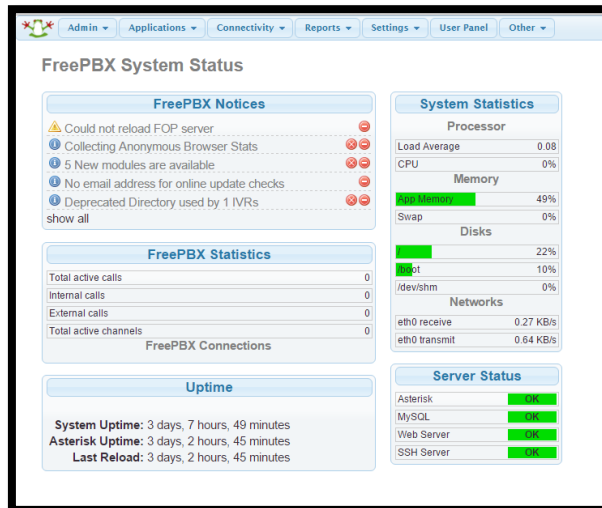 Admin Applications Connectivity Reports Settings User Panel Other
FreePBX System Status
FreePBX Notices
Could not reload FOP server
Collecting Anonymous Browser Stats
5 New modules are available
No email address for online update checks
Deprecated Directory used by 1 IVRs
show all
FreePBX Statistics
Total active calls 0
Internal calls 0
External calls 0
Total active channels 0
FreePBX Connections
Uptime
System Uptime: 3 days, 7 hours, 49 minutes
Asterisk Uptime: 3 days, 2 hours, 45 minutes
Last Reload: 3 days, 2 hours, 45 minutes
System Statistics
Processor
Load Average 0.08
CPU 0%
Memory
App Memory 49%
Swap 0%
Disks
/ 22%
/boot 10%
/dev/shm 0%
Networks
eth0 receive 0.27 KB/s
eth0 transmit 0.64 KB/s
Server Status
Asterisk OK
MySQL OK
Web Server OK
SSH Server OK